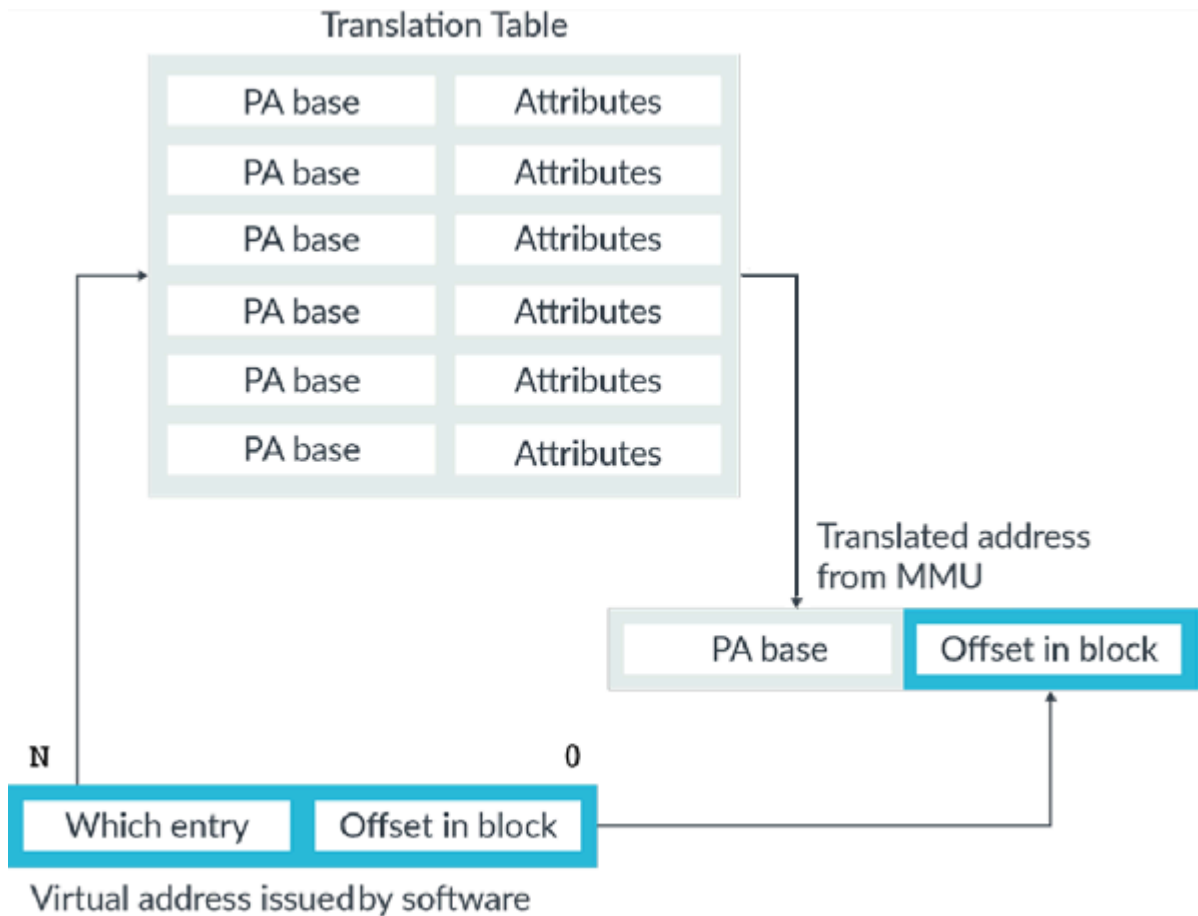 Translation Table
PA base Attributes
PA base Attributes
PA base Attributes
PA base Attributes
PA base Attributes
PA base Attributes
Translated address
from MMU
PA base Offset in block
N 0
Which entry Offset in block
Virtual address issued by software